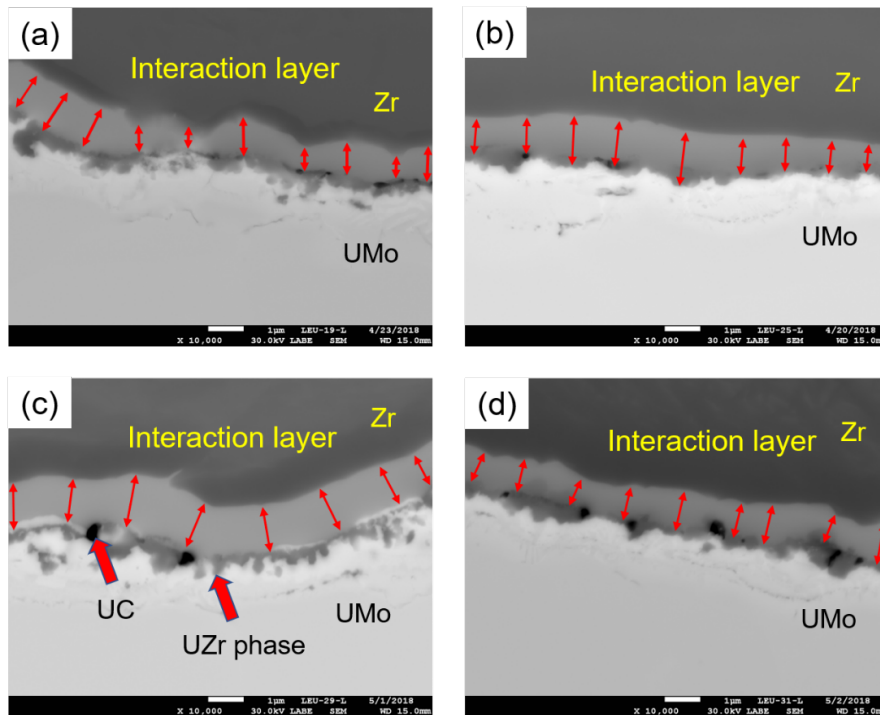 (a)
Interaction layer
Zr
UMo
1µm LEU-19-L 4/23/2018
X 10,000 30.0kV LABE SEM WD 15.0mm
(b)
Interaction layer
Zr
UMo
1µm LEU-25-L 4/20/2018
X 10,000 30.0kV LABE SEM WD 15.0mm
(c)
Interaction layer
Zr
UC
UMo
UZr phase
1µm LEU-29-L 5/1/2018
X 10,000 30.0kV LABE SEM WD 15.0mm
(d)
Interaction layer
Zr
UMo
1µm LEU-31-L 5/2/2018
X 10,000 30.0kV LABE SEM WD 15.0mm